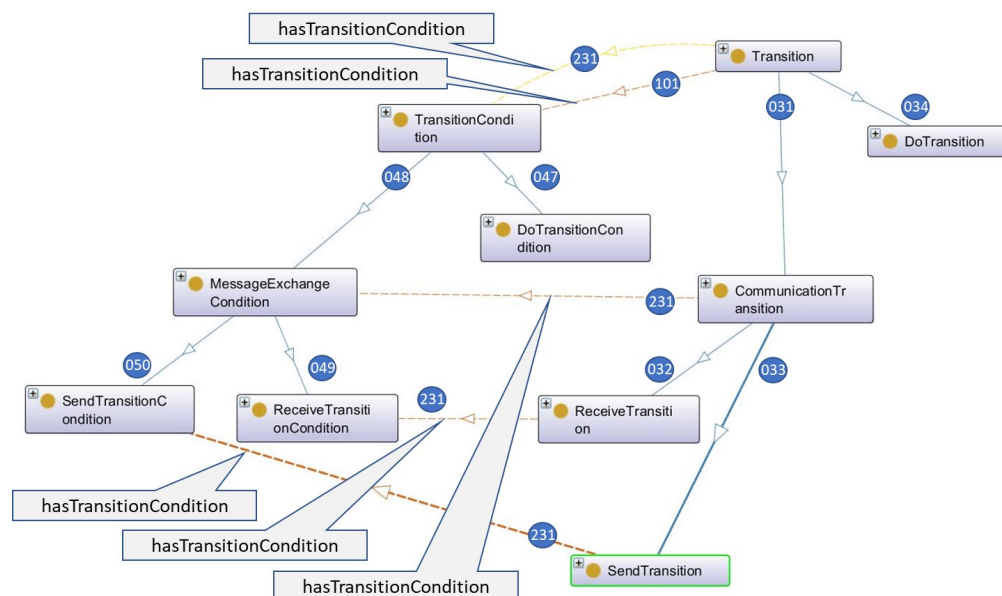 hasTransitionCondition
231
Transition
hasTransitionCondition
101
TransitionCondi
tion
031
034
DoTransition
048
047
DoTransitionCon
dition
MessageExchange
Condition
231
CommunicationTr
ansition
050
049
032
033
SendTransitionC
ondition
ReceiveTransiti
onCondition
231
ReceiveTransiti
on
hasTransitionCondition
hasTransitionCondition
231
hasTransitionCondition
SendTransition